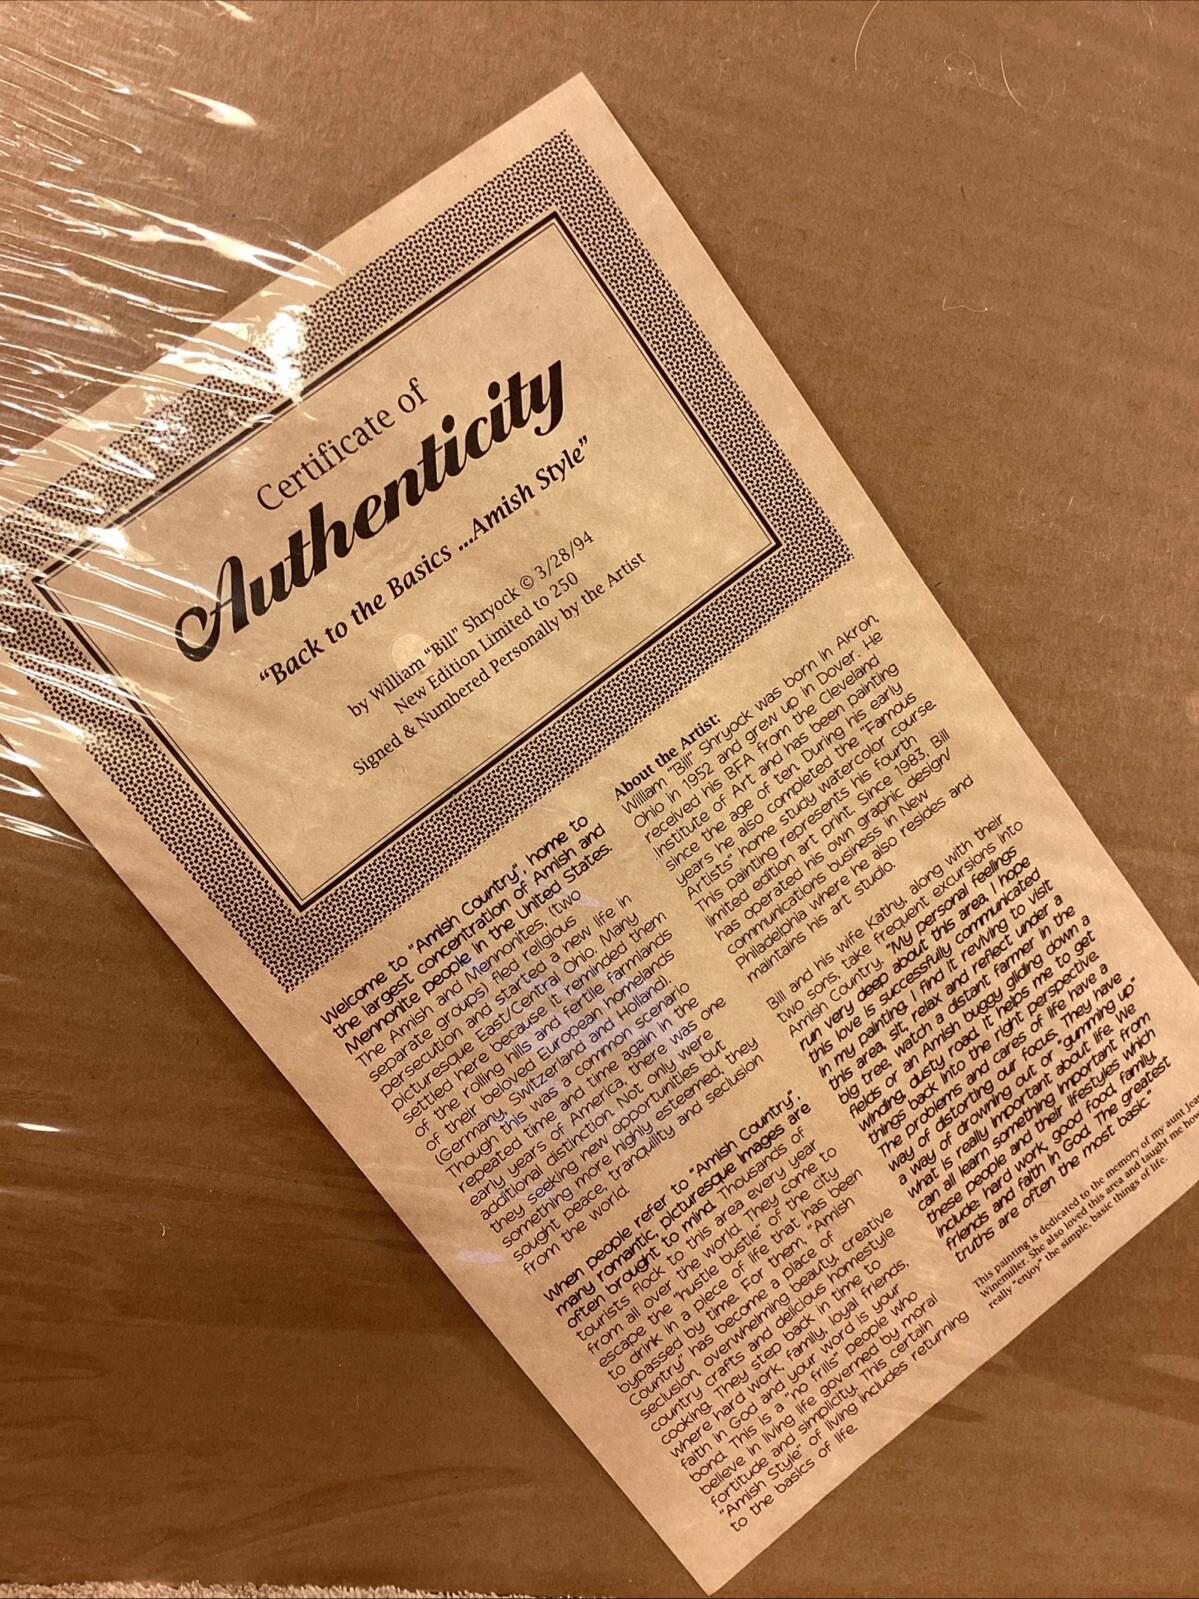 Certificate of
Authenticity
“Back to the Basics ...Amish Style”
by William “Bill” Shryock © 3/28/94
New Edition Limited to 250
Signed & Numbered Personally by the Artist
Welcome to “Amish Country”, home to
the largest concentration of Amish and
Mennonite people in the United States.
The Amish and Mennonites, (two
separate groups) fled religious
persecution and started a new life in
picturesque East/Central Ohio. Many
settled here because it reminded them
of the rolling hills and fertile farmlands
of their beloved European homelands
(Germany, Switzerland and Holland).
Though this was a common scenario
repeated time and time again in the
early years of America, there was one
additional distinction. Not only were
they seeking new opportunities but
something more highly esteemed, they
sought peace, tranquility and seclusion
from the world.
When people refer to “Amish Country”,
many romantic, picturesque images are
often brought to mind. Thousands of
tourists flock to this area every year
from all over the world. They come to
escape the “hustle bustle” of the city
to drink in a piece of life that has been
bypassed by time. For them, “Amish
Country” has become a place of
seclusion, overwhelming beauty, creative
country crafts and delicious homestyle
cooking. They step back in time to
where hard work, family, loyal friends,
faith in God and your word is your
bond. This is a “no frills” people who
believe in living life governed by moral
fortitude and simplicity. This certain
“Amish Style” of living includes returning
to the basics of life.
About the Artist:
William “Bill” Shryock was born in Akron,
Ohio in 1952 and grew up in Dover. He
received his BFA from the Cleveland
Institute of Art and has been painting
since the age of ten. During his early
years he also completed the “Famous
Artists” home study watercolor course.
This painting represents his fourth
limited edition art print. Since 1983, Bill
has operated his own graphic design/
communications business in New
Philadelphia where he also resides and
maintains his art studio.
Bill and his wife Kathy, along with their
two sons, take frequent excursions into
Amish Country. “My personal feelings
run very deep about this area. I hope
this love is successfully communicated
in my painting. I find it reviving to visit
this area, sit, relax and reflect under a
big tree, watch a distant farmer in the
fields or an Amish buggy gliding down a
winding, dusty road. It helps me to get
things back into the right perspective.
The problems and cares of life have a
way of distorting our focus. They have
a way of drowning out or “gumming up”
what is really important about life. We
can all learn something important from
these people and their lifestyles which
include: hard work, good food, family,
friends and faith in God. The greatest
truths are often the most basic.”
This painting is dedicated to the memory of my aunt Jean
Winemiller. She also loved this area and taught me how
really “enjoy” the simple, basic things of life.